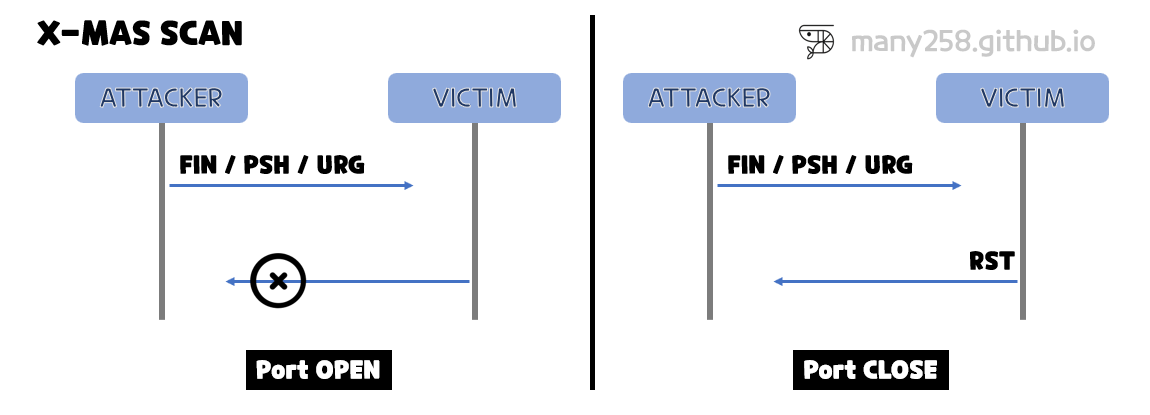 X-MAS SCAN
many258.github.io
ATTACKER
VICTIM
FIN / PSH / URG
Port OPEN
ATTACKER
VICTIM
FIN / PSH / URG
RST
Port CLOSE